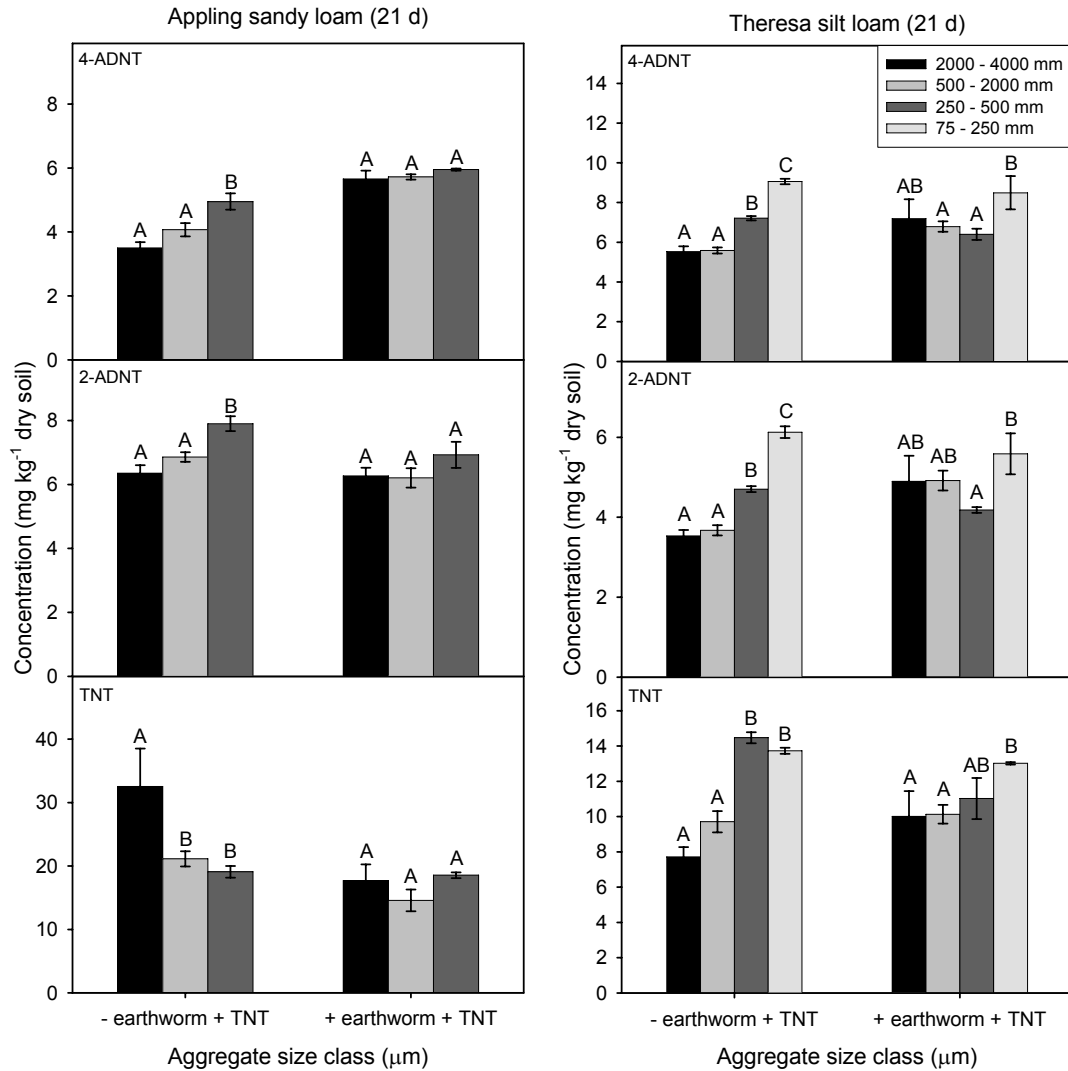 Appling sandy loam (21 d)
4-ADNT
8
6
4
2
0
A
A
B
A
A
A
2-ADNT
8
6
4
2
0
A
A
B
A
A
A
TNT
40
30
20
10
0
A
B
B
A
A
A
Concentration (mg kg-1 dry soil)
- earthworm + TNT
+ earthworm + TNT
Aggregate size class (μm)
Theresa silt loam (21 d)
4-ADNT
2000 - 4000 mm
500 - 2000 mm
250 - 500 mm
75 - 250 mm
14
12
10
8
6
4
2
0
A
A
B
C
AB
A
A
B
2-ADNT
6
4
2
0
A
A
B
C
AB
AB
A
B
TNT
16
14
12
10
8
6
4
2
0
A
A
B
B
A
A
AB
B
Concentration (mg kg-1 dry soil)
- earthworm + TNT
+ earthworm + TNT
Aggregate size class (μm)